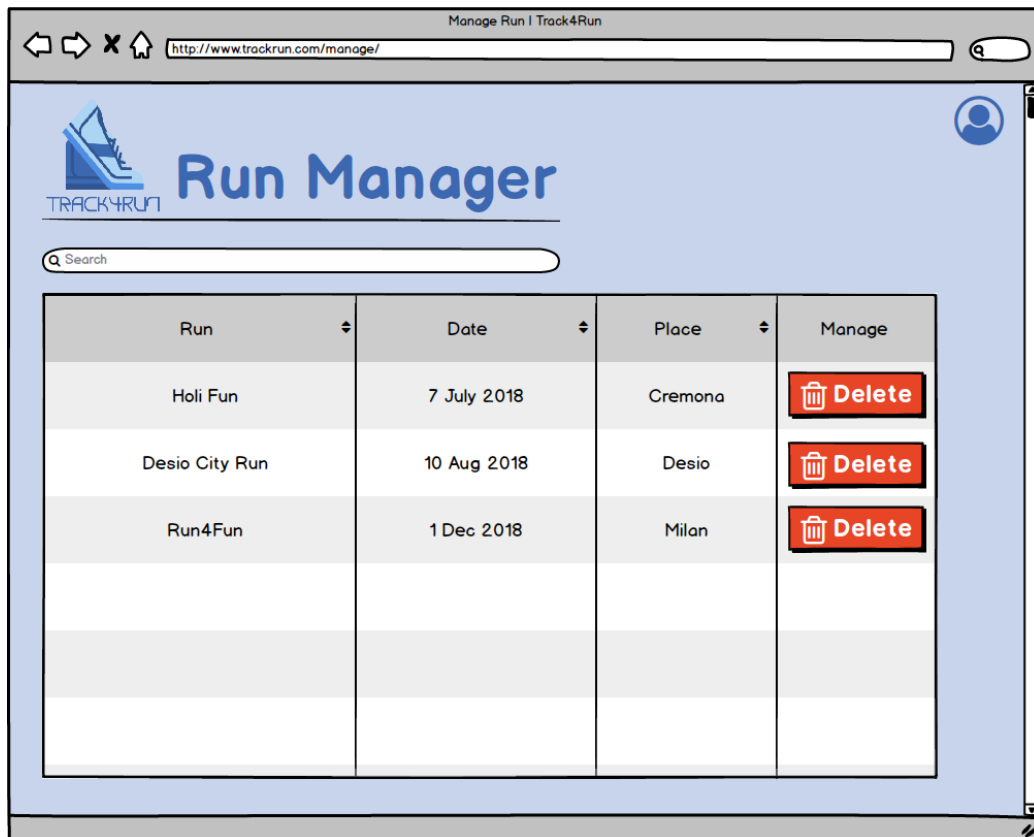 Manage Run | Track4Run
http://www.trackrun.com/manage/
TRACK4RUN
Run Manager
Search
Run Date Place Manage
Holi Fun 7 July 2018 Cremona Delete
Desio City Run 10 Aug 2018 Desio Delete
Run4Fun 1 Dec 2018 Milan Delete